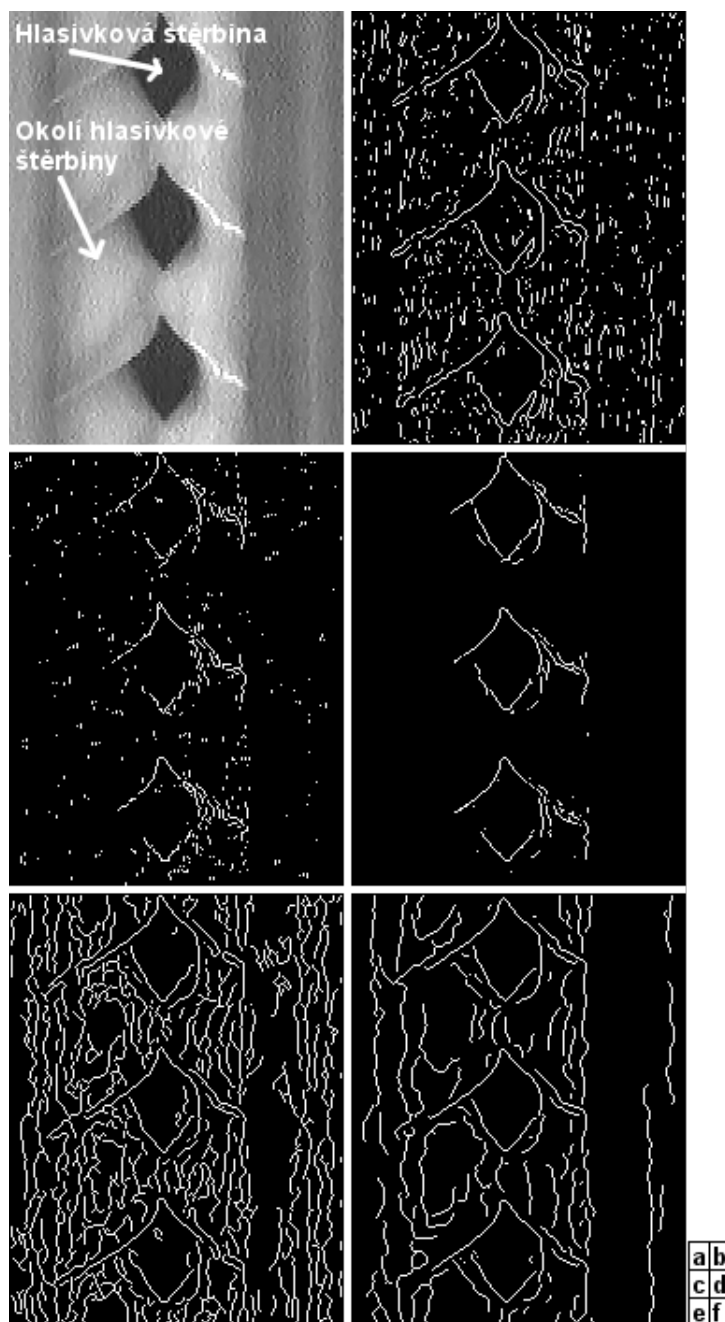 Hlasivková štěrbina
Okolí hlasivkové
štěrbiny
a b
c d
e f